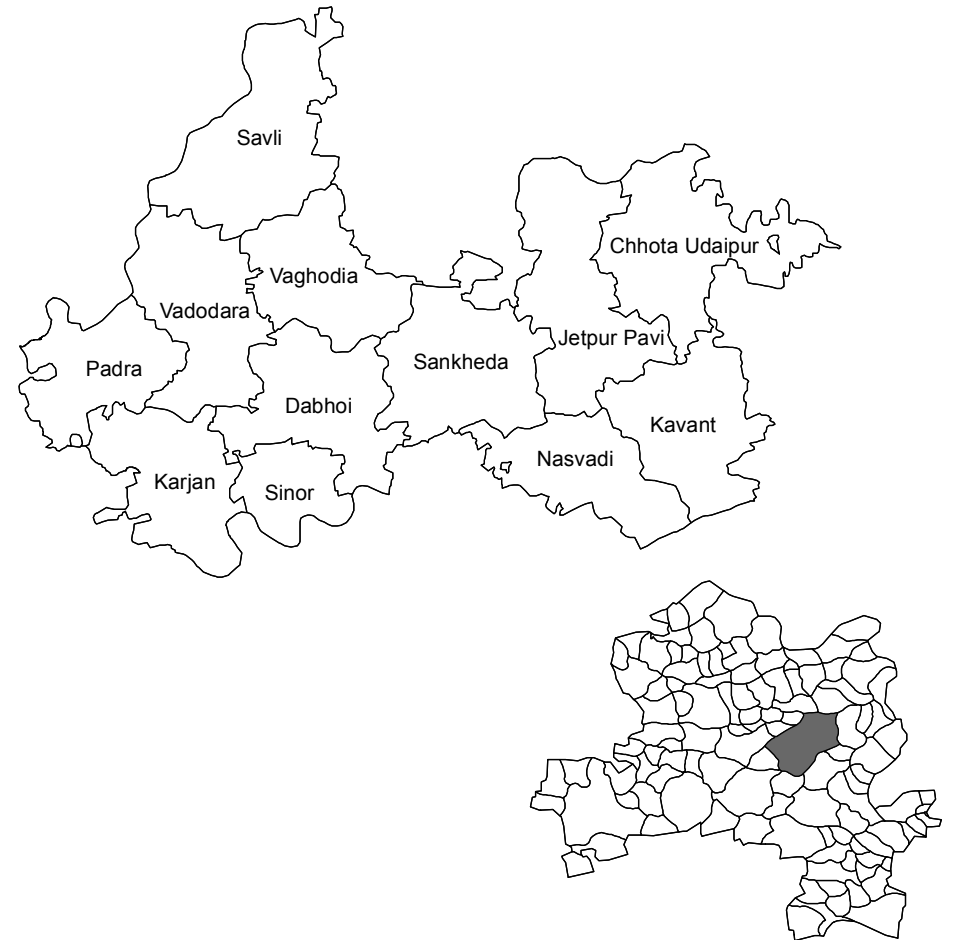 Savli
Chhota Udaipur
Vaghodia
Vadodara
Jetpur Pavi
Sankheda
Padra
Dabhoi
Kavant
Nasvadi
Karjan
Sinor